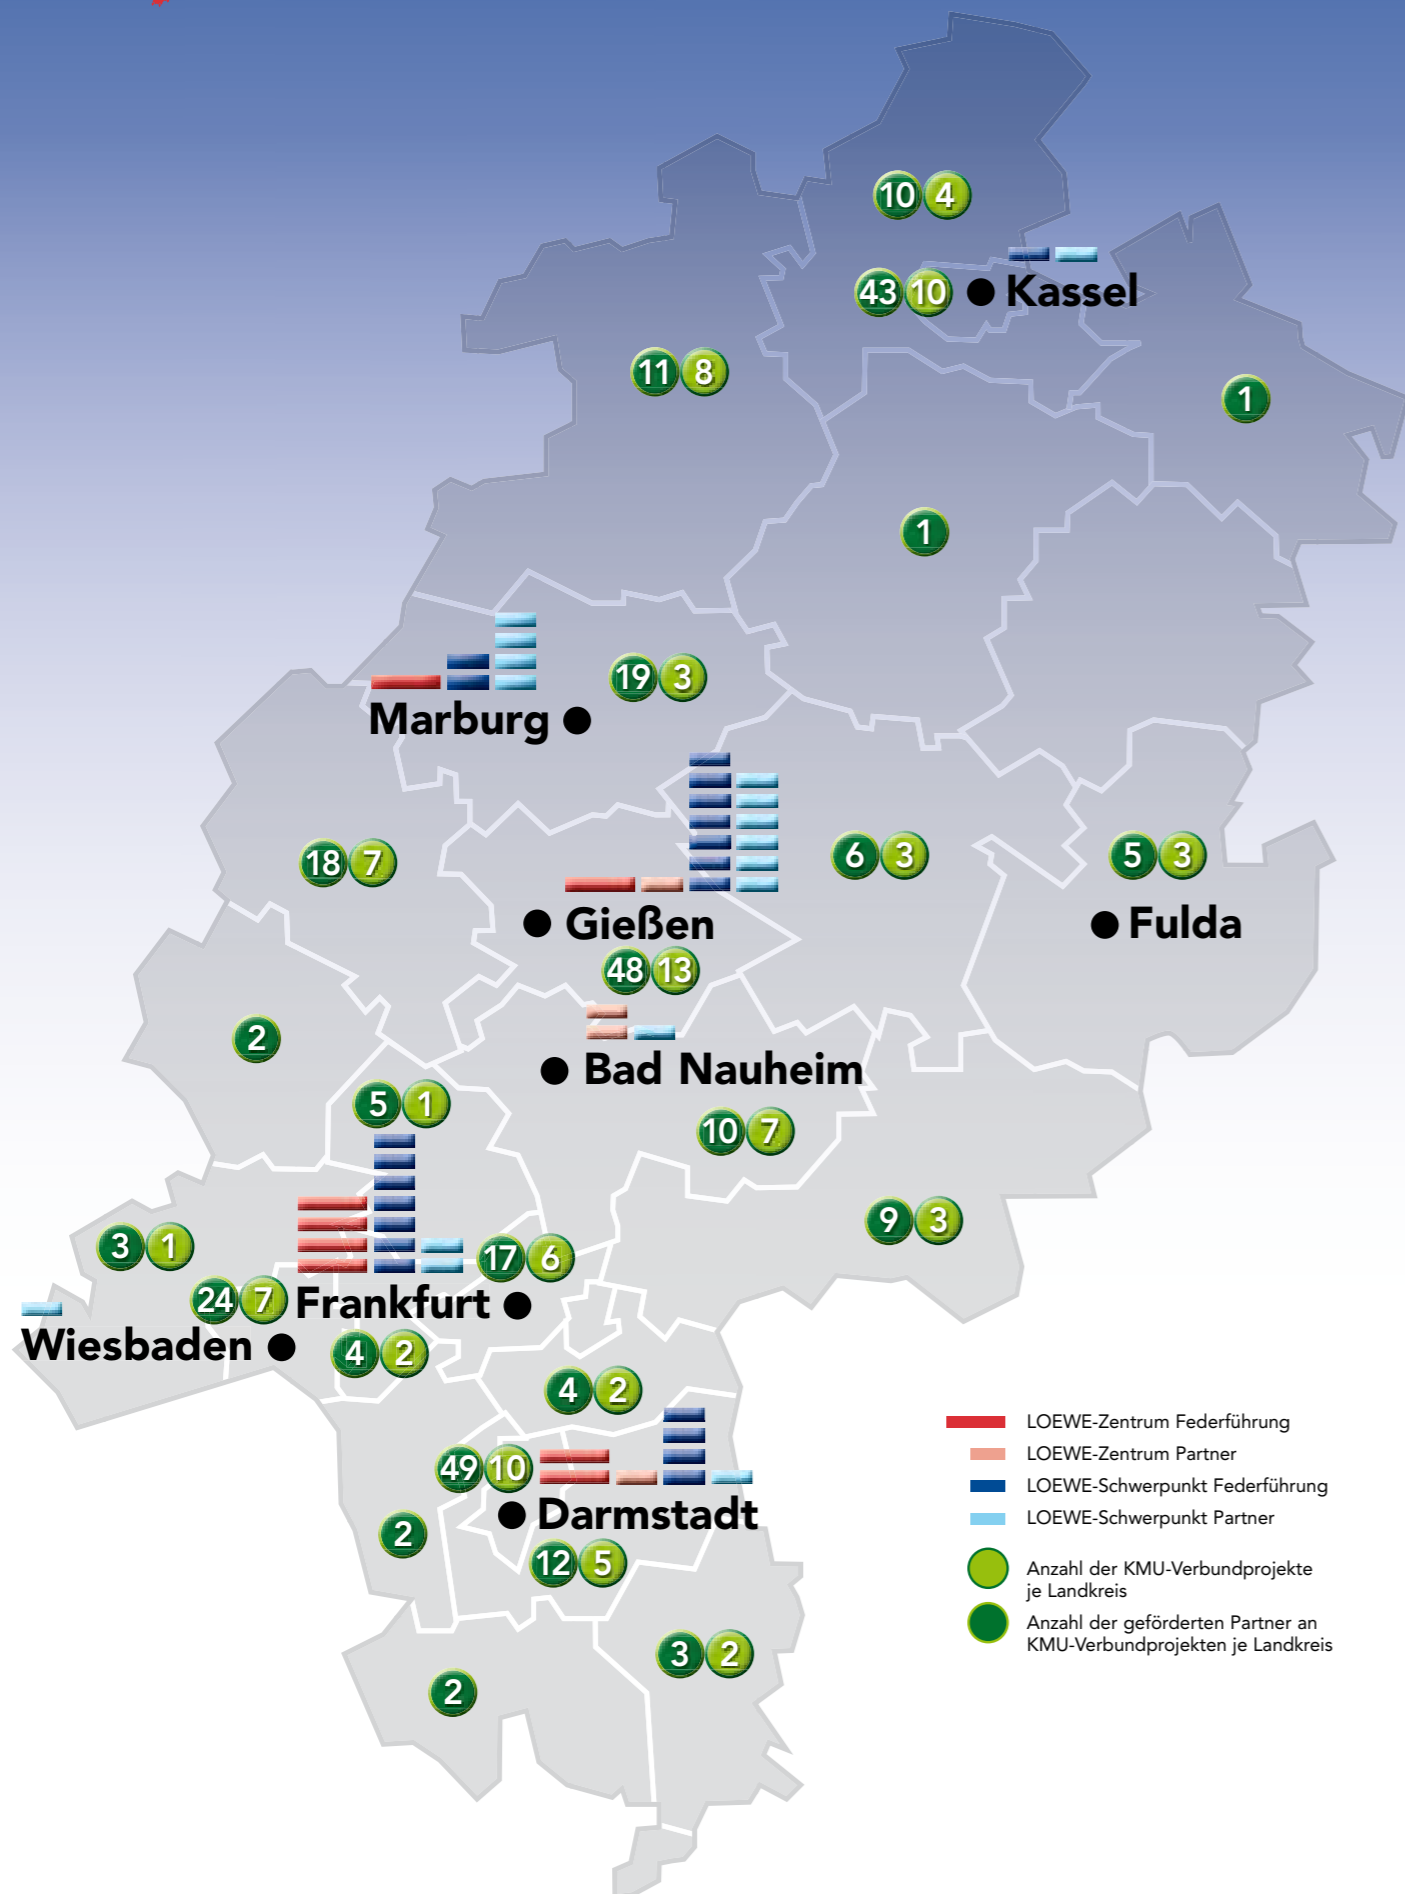 10 4
43 10 Kassel
11 8
1
1
19 3
Marburg
18 7
6 3
5 3
Gießen
Fulda
48 13
2
Bad Nauheim
5 1
10 7
9 3
3 1
17 6
24 7 Frankfurt
Wiesbaden
4 2
4 2
49 10
Darmstadt
2
12 5
3 2
2
LOEWE-Zentrum Federführung
LOEWE-Zentrum Partner
LOEWE-Schwerpunkt Federführung
LOEWE-Schwerpunkt Partner
Anzahl der KMU-Verbundprojekte
je Landkreis
Anzahl der geförderten Partner an
KMU-Verbundprojekten je Landkreis